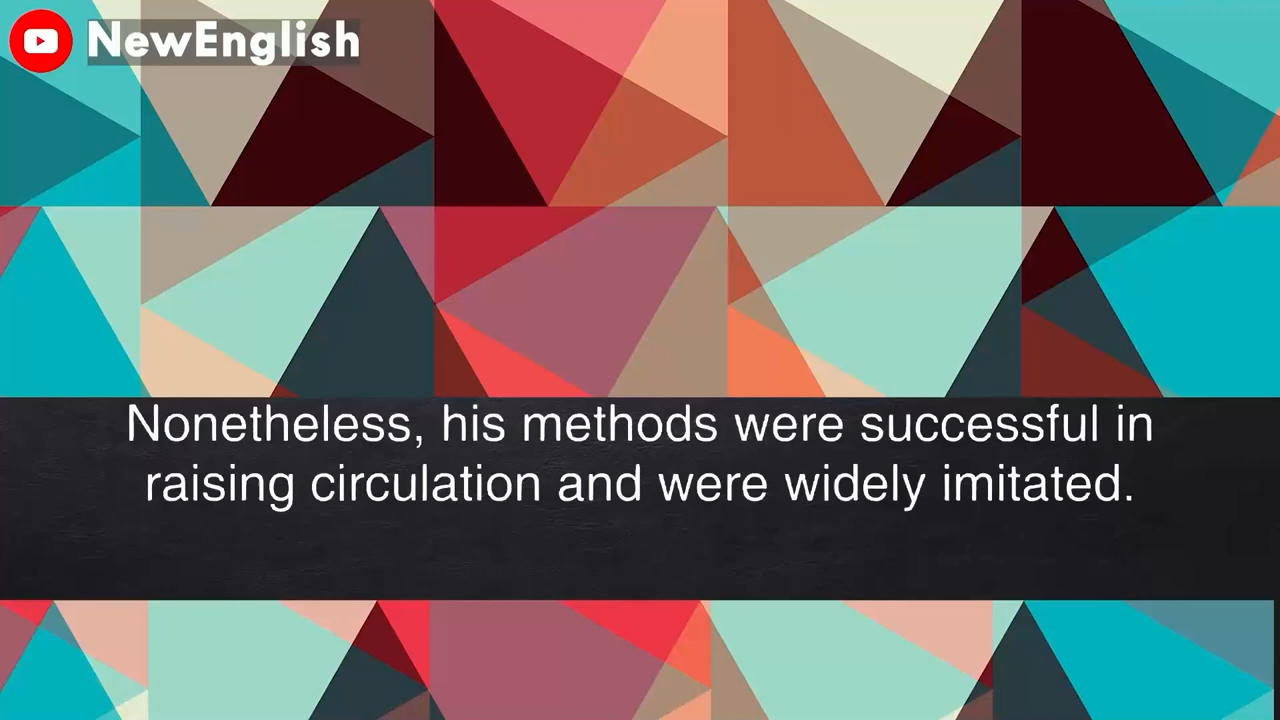 NewEnglish
Nonetheless, his methods were successful in
raising circulation and were widely imitated.